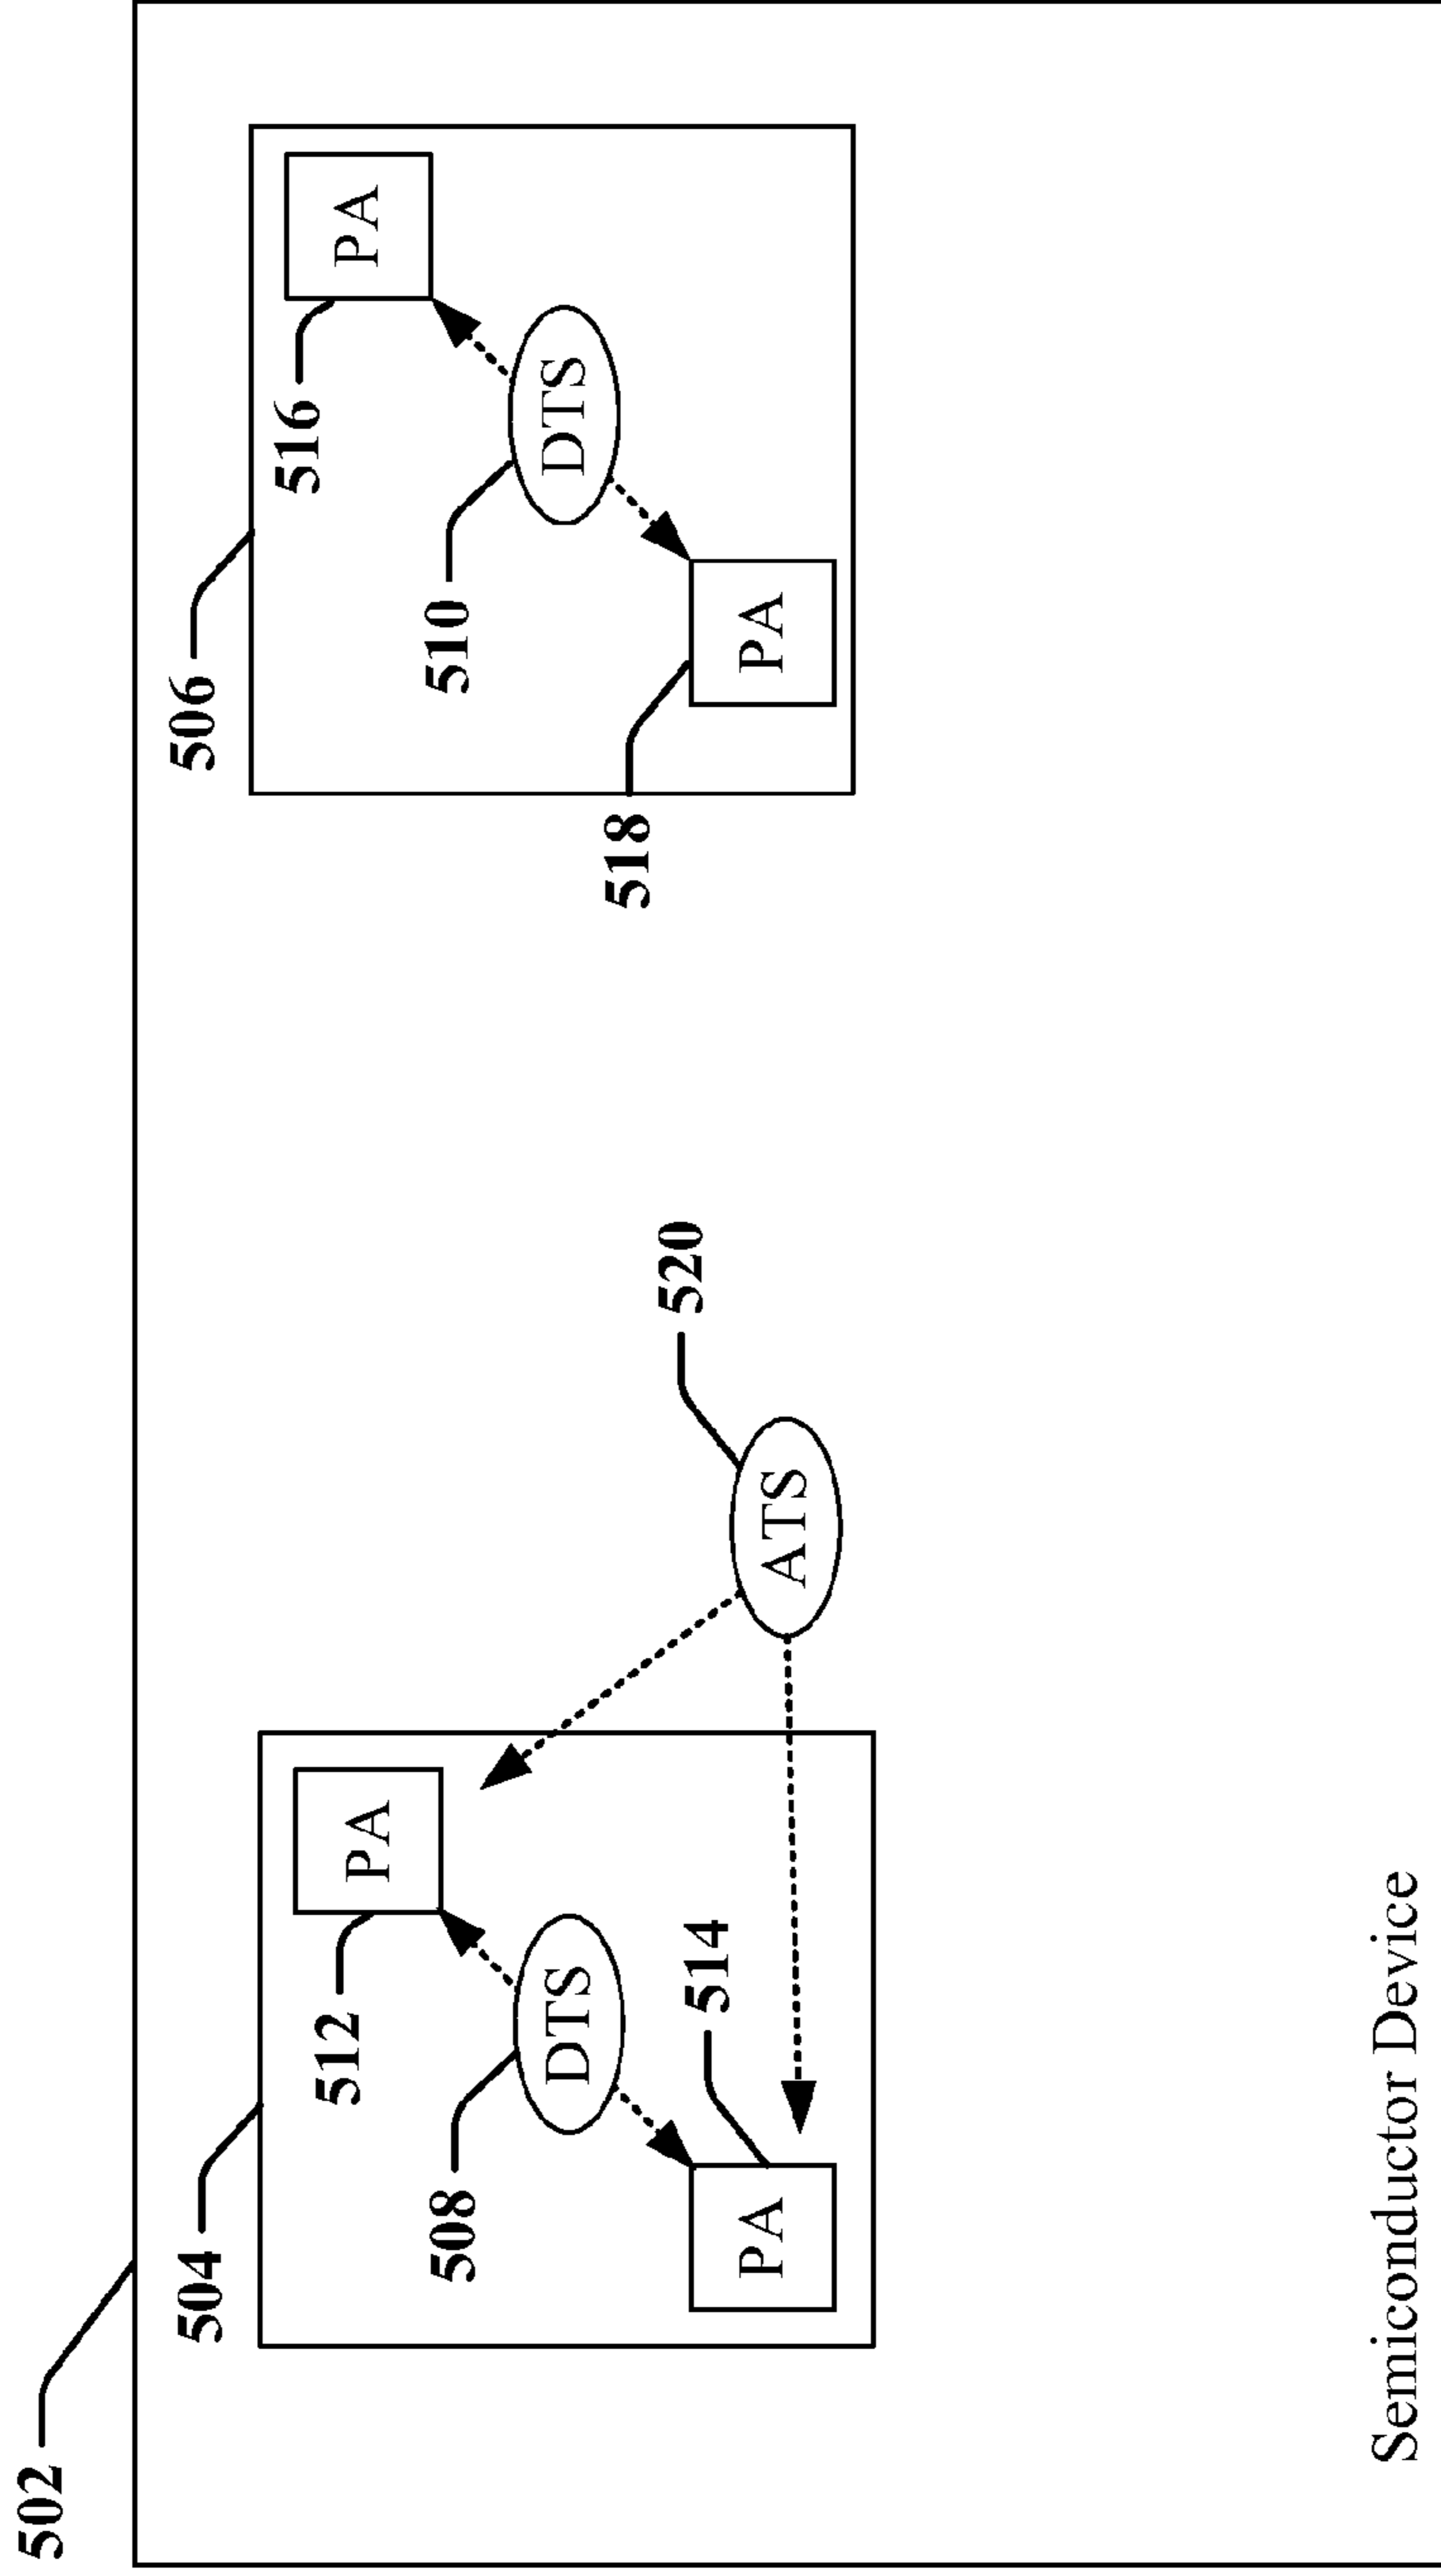 502
504
506
512
PA
516
PA
508
DTS
510
DTS
514
PA
520
ATS
518
PA
Semiconductor Device